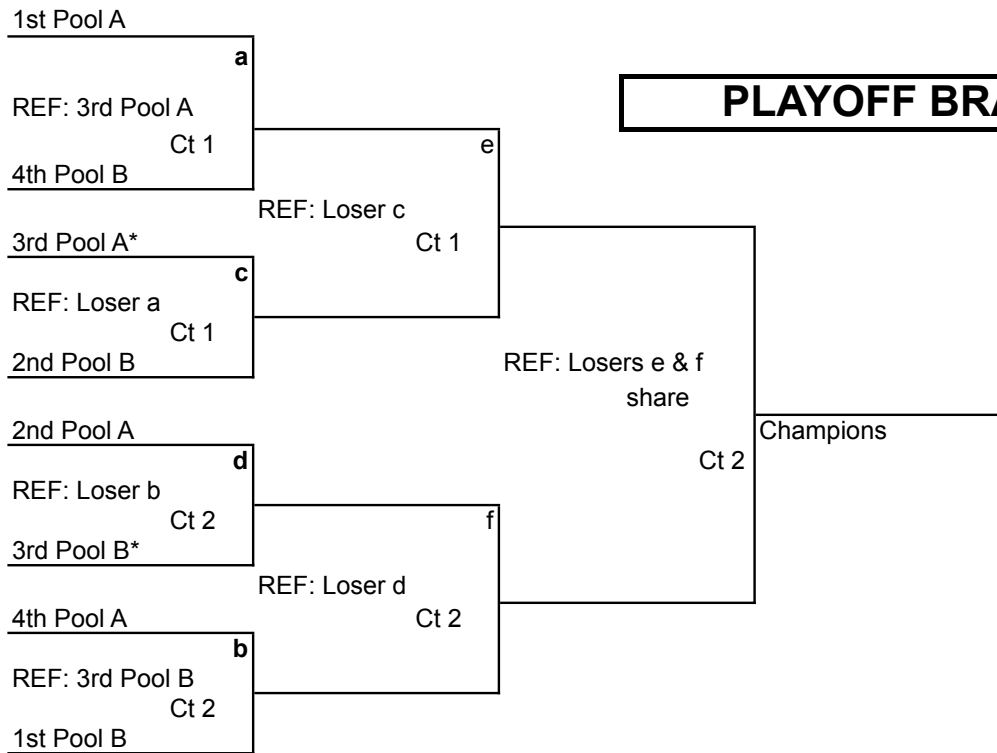 1st Pool A
a
REF: 3rd Pool A
Ct 1
4th Pool B
PLAYOFF BRA
e
REF: Loser c
Ct 1
3rd Pool A*
c
REF: Loser a
Ct 1
2nd Pool B
REF: Losers e & f
share
Champions
Ct 2
2nd Pool A
d
REF: Loser b
Ct 2
3rd Pool B*
f
REF: Loser d
Ct 2
4th Pool A
b
REF: 3rd Pool B
Ct 2
1st Pool B